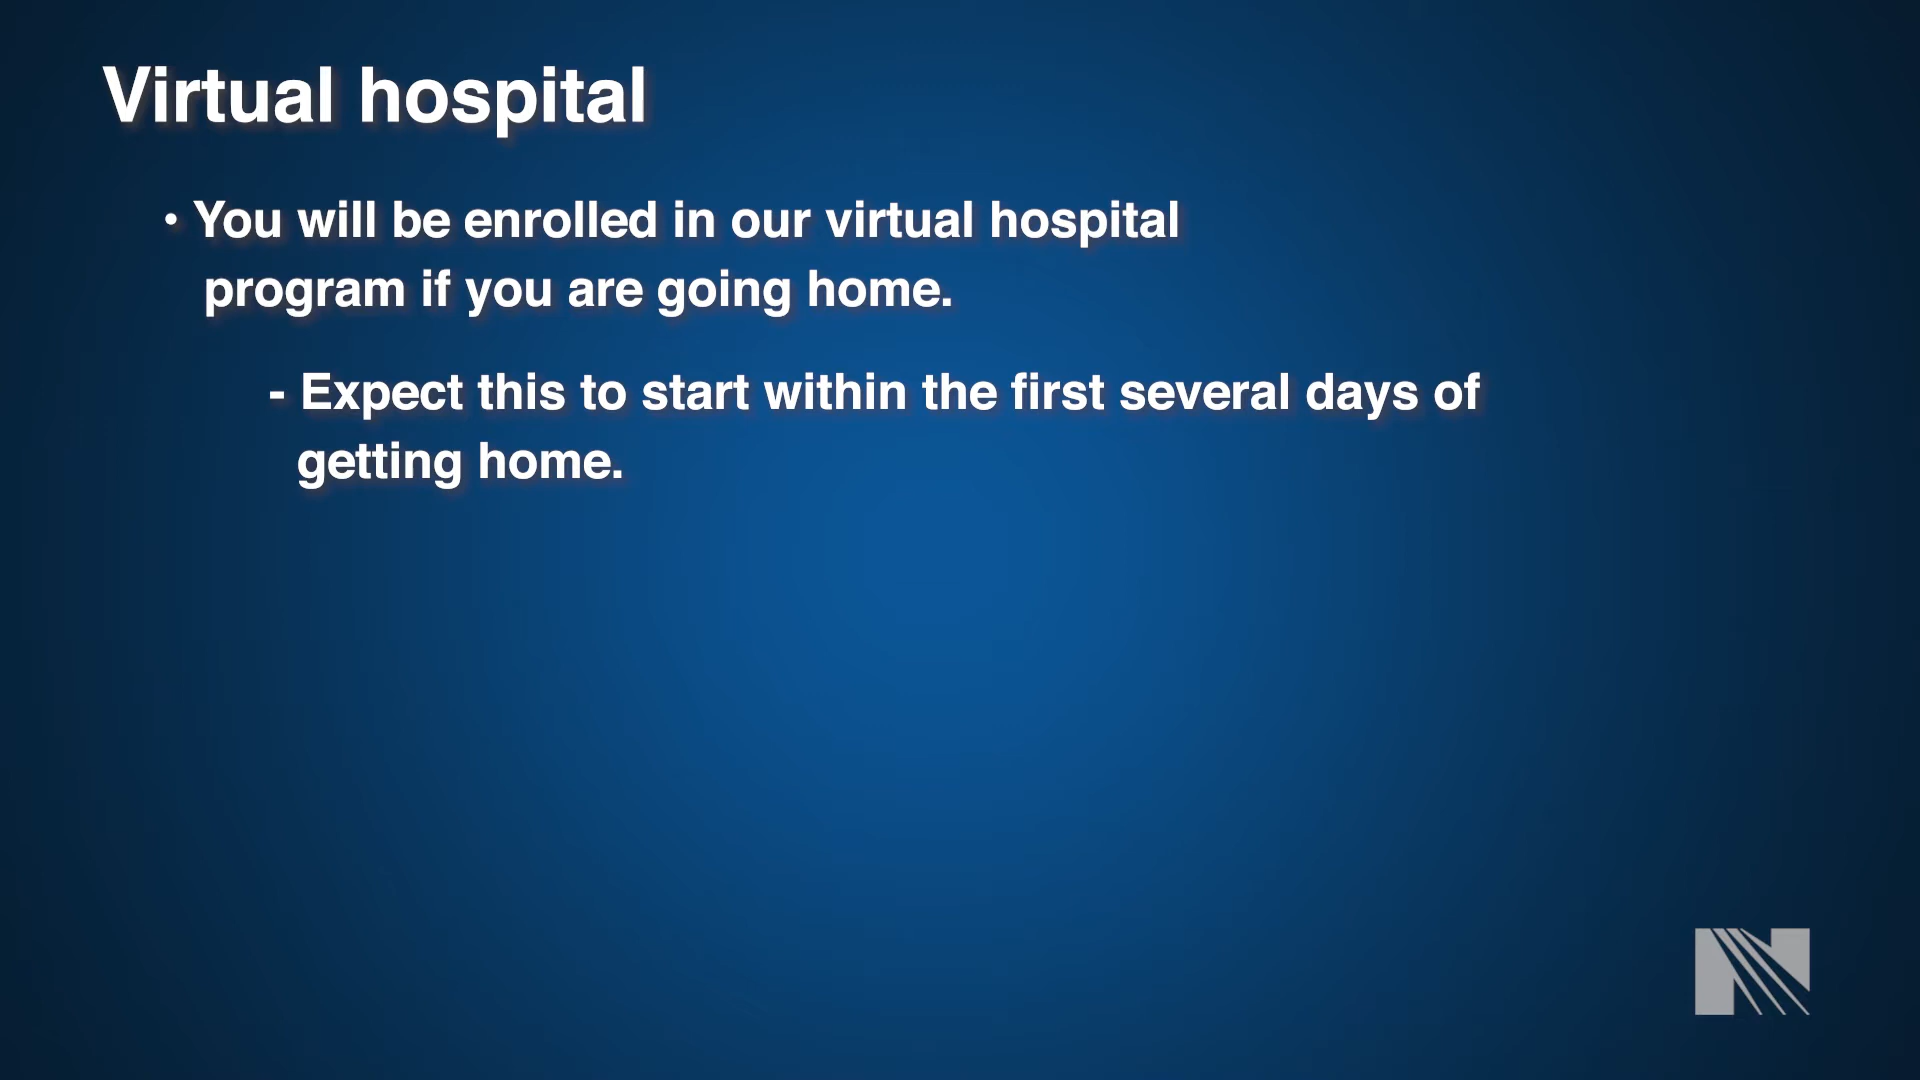 Virtual hospital
• You will be enrolled in our virtual hospital
program if you are going home.
- Expect this to start within the first several days of
getting home.